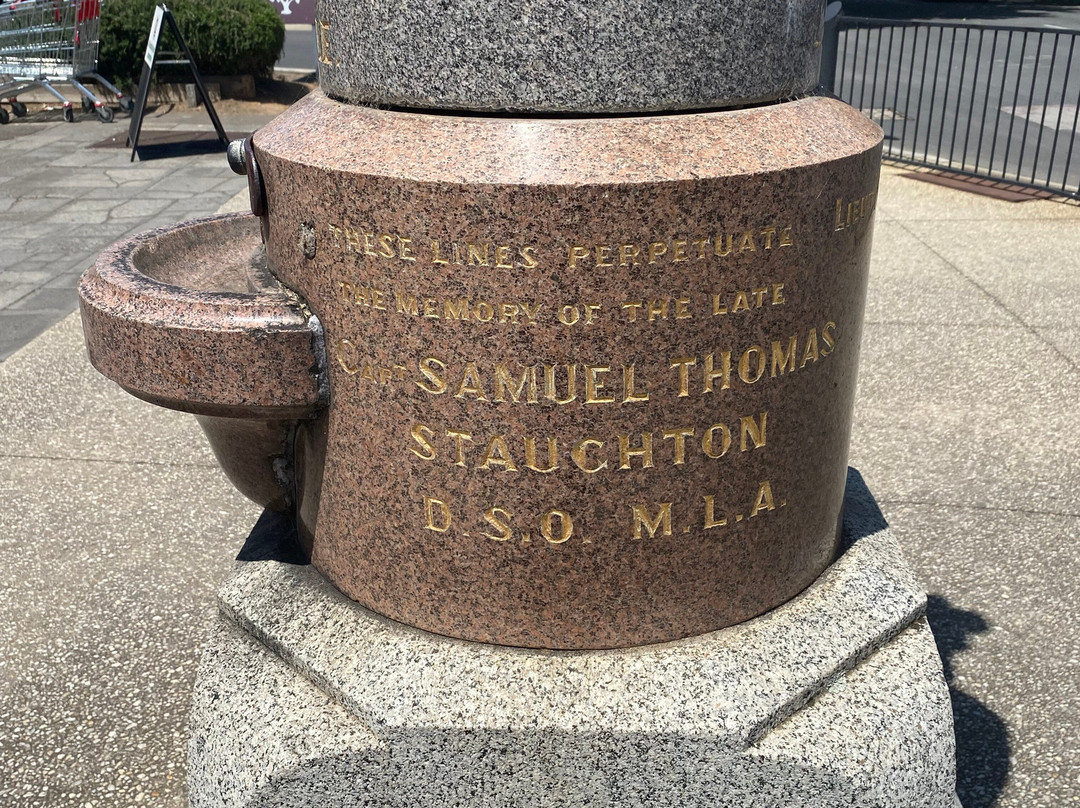 THESE LINES PERPETUATE
THE MEMORY OF THE LATE
CAPT SAMUEL THOMAS
STAUGHTON
D.S.O. M.L.A.